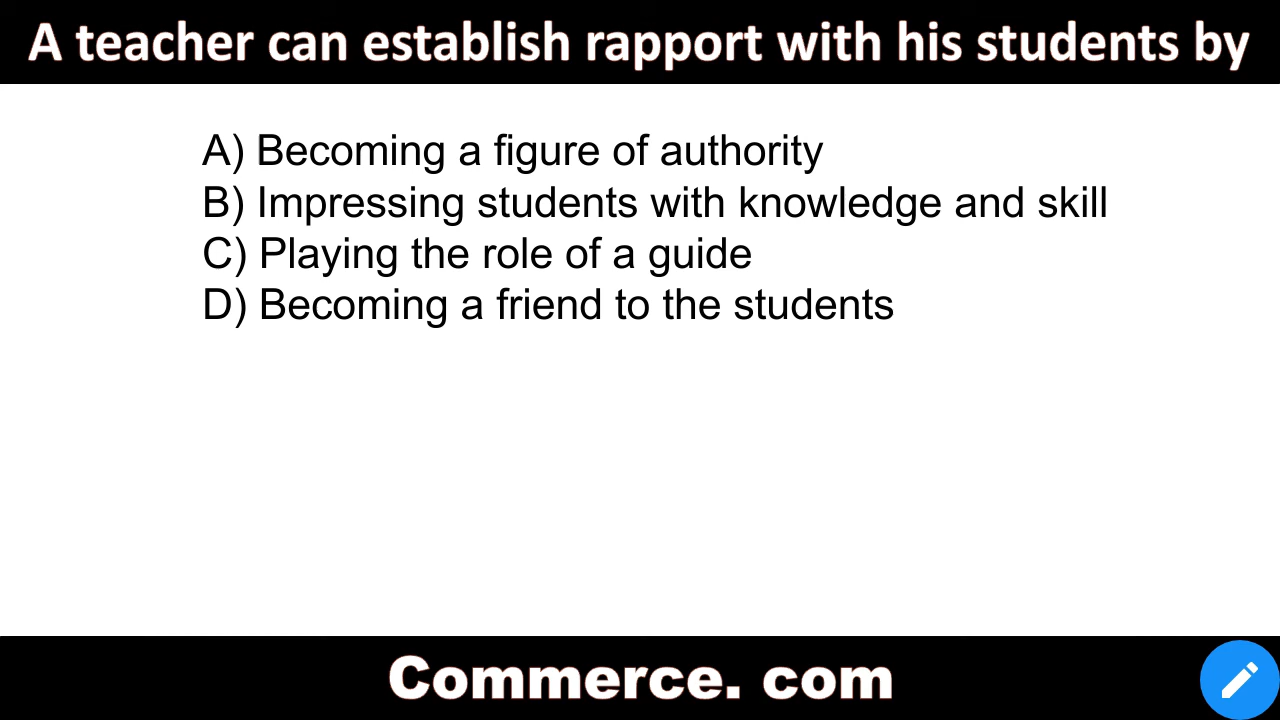 A teacher can establish rapport with his students by
A) Becoming a figure of authority
B) Impressing students with knowledge and skill
C) Playing the role of a guide
D) Becoming a friend to the students
Commerce. com